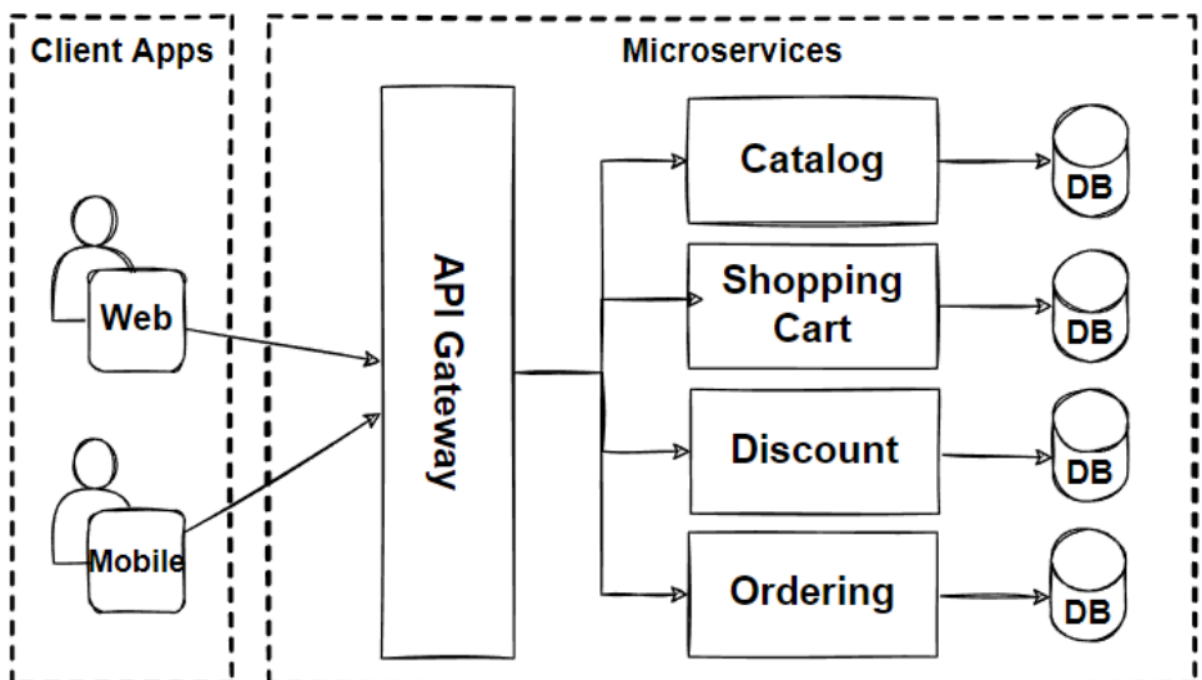 Client Apps
Microservices
Web
Mobile
API Gateway
Catalog
DB
Shopping
Cart
DB
Discount
DB
Ordering
DB